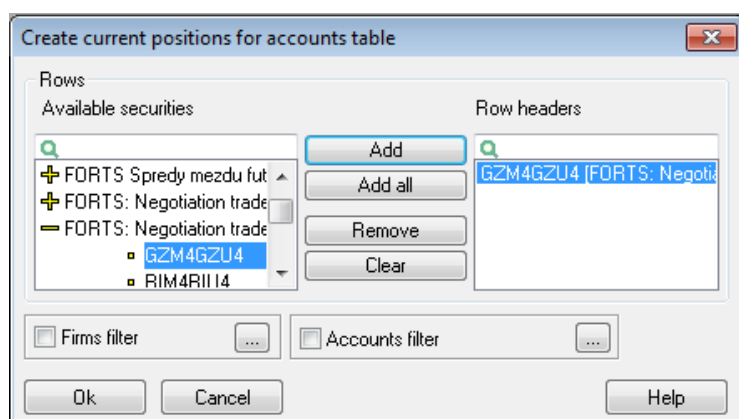 Create current positions for accounts table
Rows
Available securities
Row headers
Add
Add all
Remove
Clear
FORTS Spredy mezdu fut
FORTS: Negotiation trade
FORTS: Negotiation trade
GZM4GZU4
RIM4RIU4
GZM4GZU4 [FORTS: Negotia
Firms filter
...
Accounts filter
...
Ok
Cancel
Help